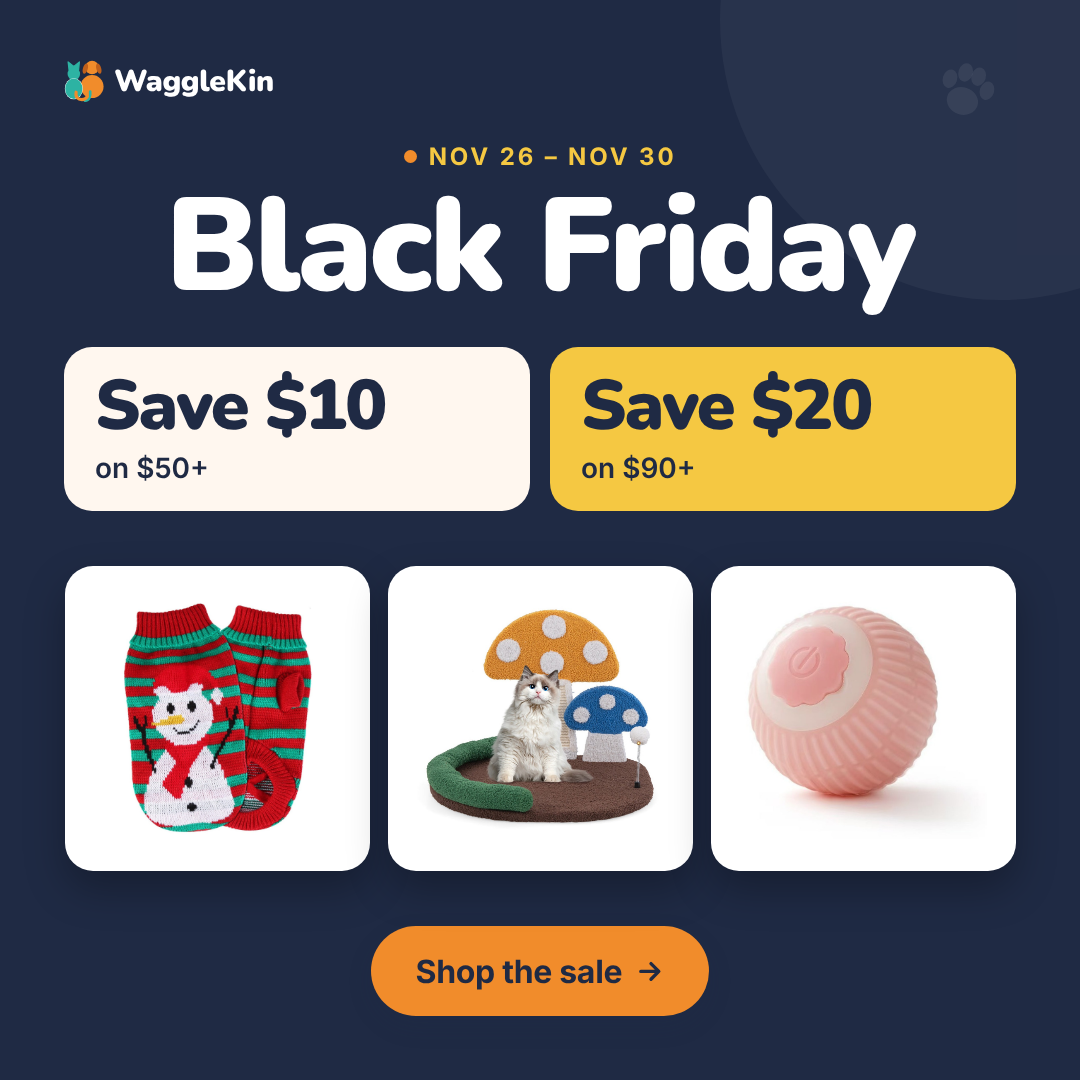 WaggleKin
NOV 26 – NOV 30
Black Friday
Save $10
on $50+
Save $20
on $90+
Shop the sale →